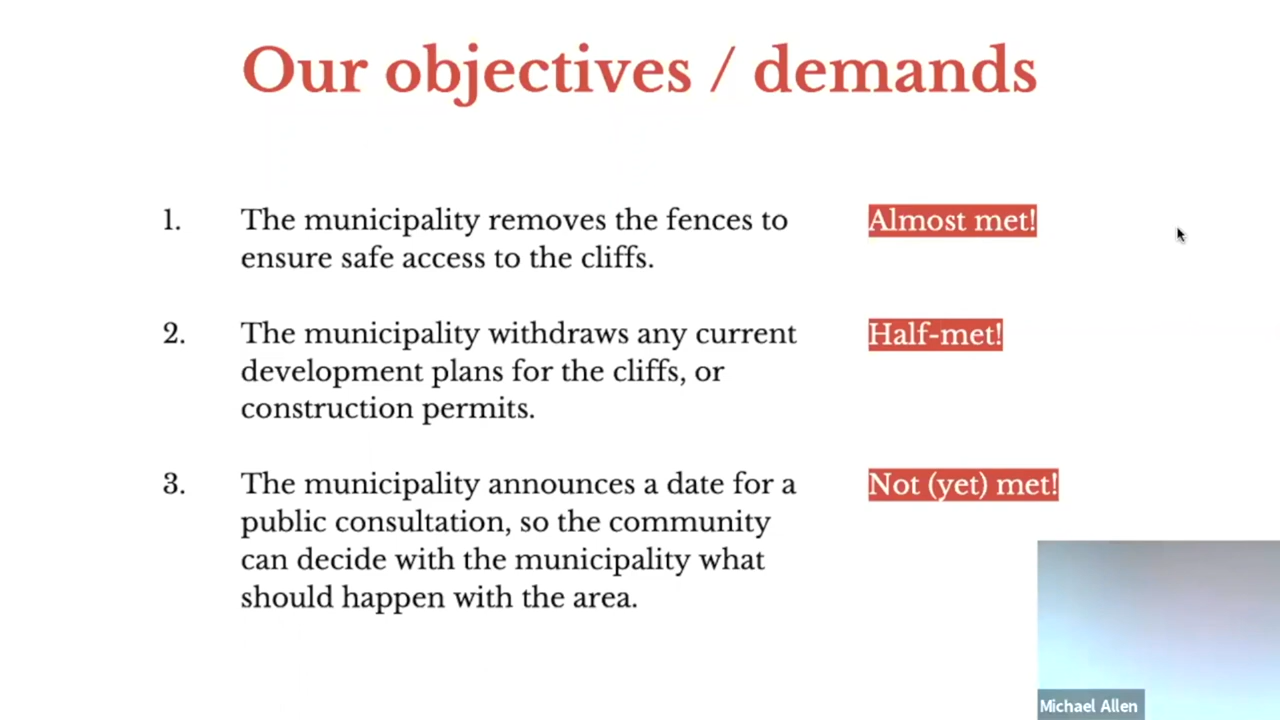 Our objectives / demands
1. The municipality removes the fences to Almost met!
ensure safe access to the cliffs.
2. The municipality withdraws any current Half-met!
development plans for the cliffs, or
construction permits.
3. The municipality announces a date for a Not (yet) met!
public consultation, so the community
can decide with the municipality what
should happen with the area.
Michael Allen